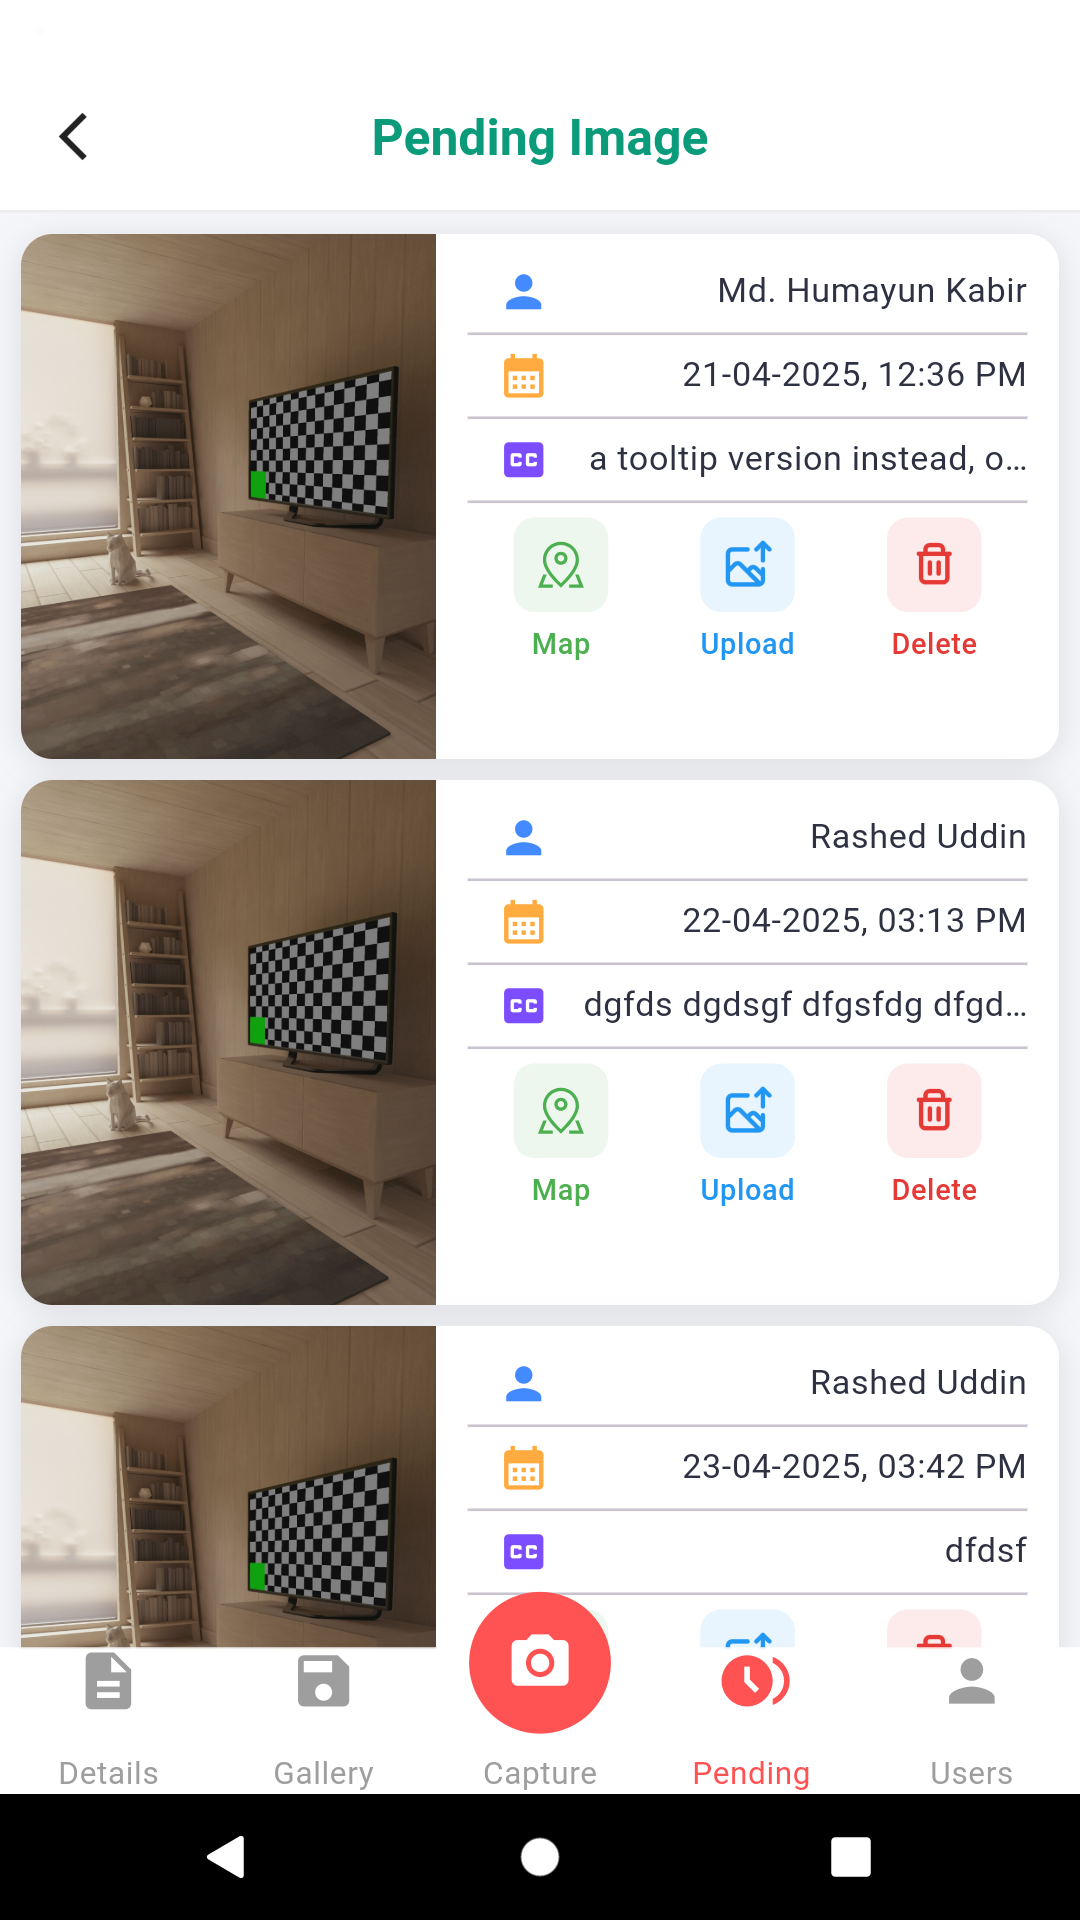 Pending Image
Md. Humayun Kabir
21-04-2025, 12:36 PM
CC
a tooltip version instead, o...
Map
Upload
Delete
Rashed Uddin
22-04-2025, 03:13 PM
CC
dgfds dgdsgf dfgsfdg dfgd...
Map
Upload
Delete
Rashed Uddin
23-04-2025, 03:42 PM
CC
dfdsf
Details
Gallery
Capture
Pending
Users